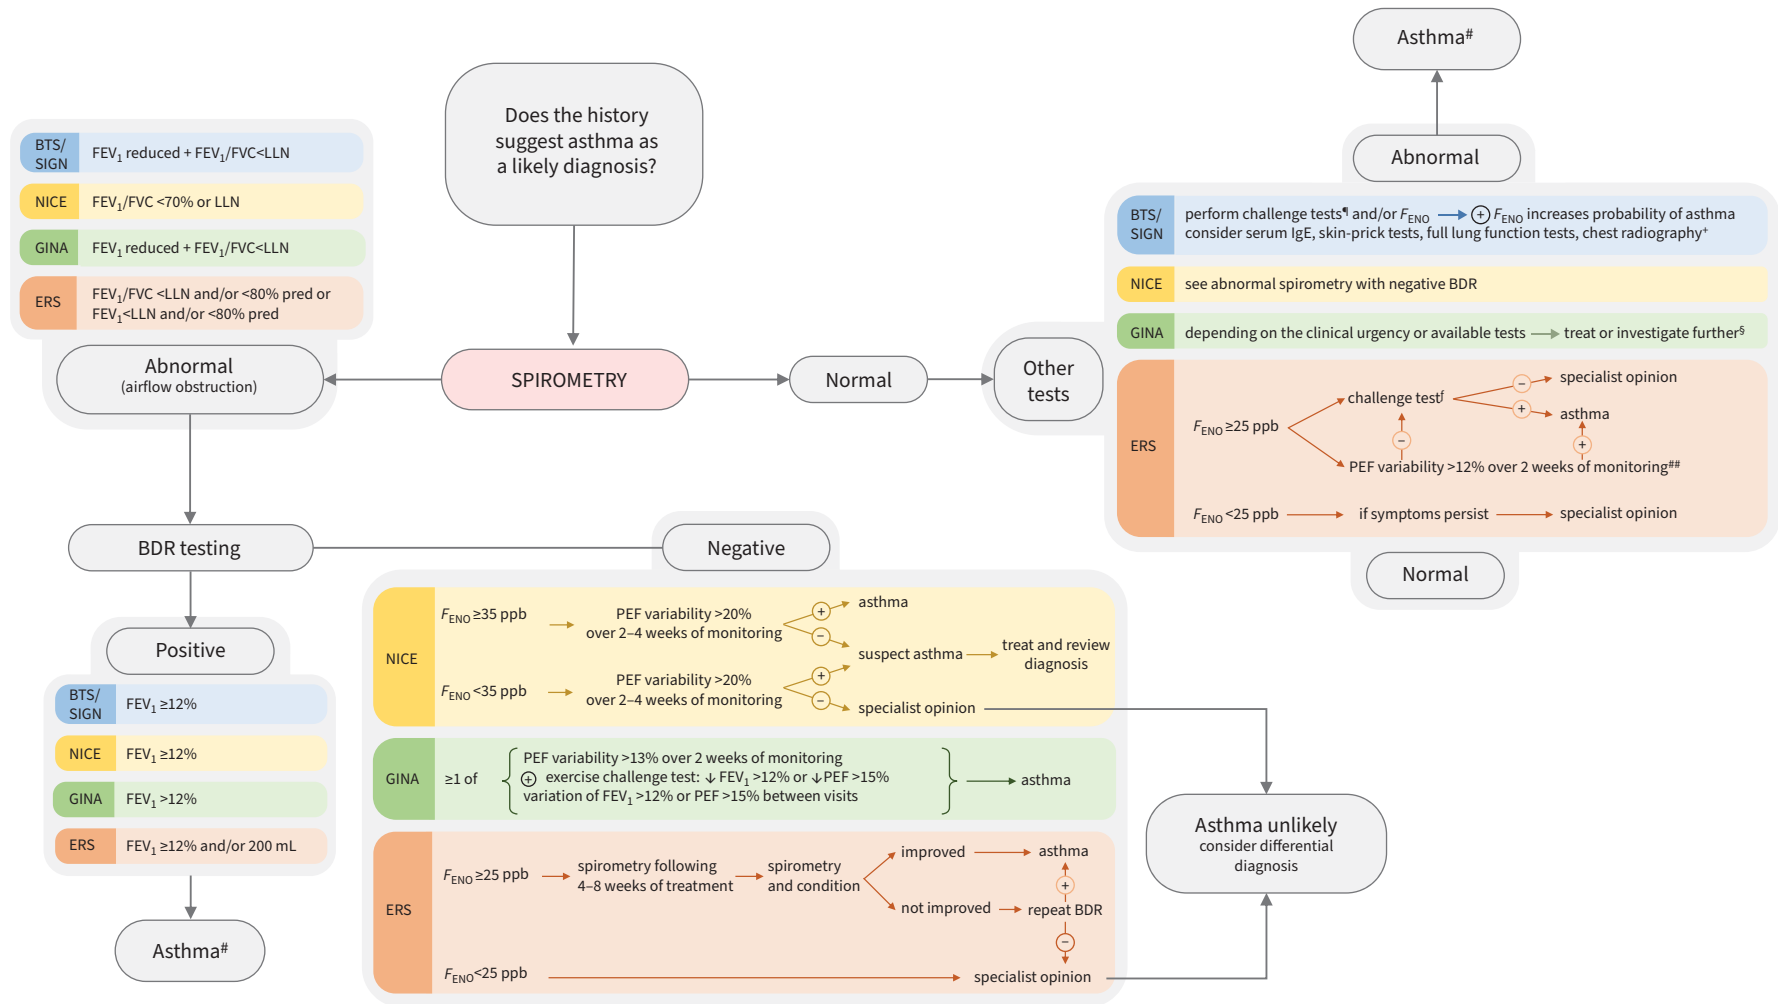 Does the history
suggest asthma as
a likely diagnosis?
SPIROMETRY
BTS/
SIGN
FEV1 reduced + FEV1/FVC<LLN
NICE
FEV1/FVC <70% or LLN
GINA
FEV1 reduced + FEV1/FVC<LLN
ERS
FEV1/FVC <LLN and/or <80% pred or
FEV1<LLN and/or <80% pred
Abnormal
(airflow obstruction)
BDR testing
Positive
BTS/
SIGN
FEV1 ≥12%
NICE
FEV1 ≥12%
GINA
FEV1 >12%
ERS
FEV1 ≥12% and/or 200 mL
Asthma#
Negative
NICE
FENO ≥35 ppb
PEF variability >20%
over 2–4 weeks of monitoring
+
asthma
−
suspect asthma
treat and review
diagnosis
FENO <35 ppb
PEF variability >20%
over 2–4 weeks of monitoring
+
−
specialist opinion
GINA
≥1 of
PEF variability >13% over 2 weeks of monitoring
⊕ exercise challenge test: ↓ FEV1 >12% or ↓PEF >15%
variation of FEV1 >12% or PEF >15% between visits
asthma
ERS
FENO ≥25 ppb
spirometry following
4–8 weeks of treatment
spirometry
and condition
improved
asthma
+
not improved
repeat BDR
−
FENO<25 ppb
specialist opinion
Asthma unlikely
consider differential
diagnosis
Normal
Other
tests
Asthma#
Abnormal
BTS/
SIGN
perform challenge tests¶ and/or FENO → ⊕ FENO increases probability of asthma
consider serum IgE, skin-prick tests, full lung function tests, chest radiography+
NICE
see abnormal spirometry with negative BDR
GINA
depending on the clinical urgency or available tests → treat or investigate further§
ERS
FENO ≥25 ppb
challenge testƒ
−
specialist opinion
+
asthma
−
+
PEF variability >12% over 2 weeks of monitoring##
FENO <25 ppb
if symptoms persist
specialist opinion
Normal